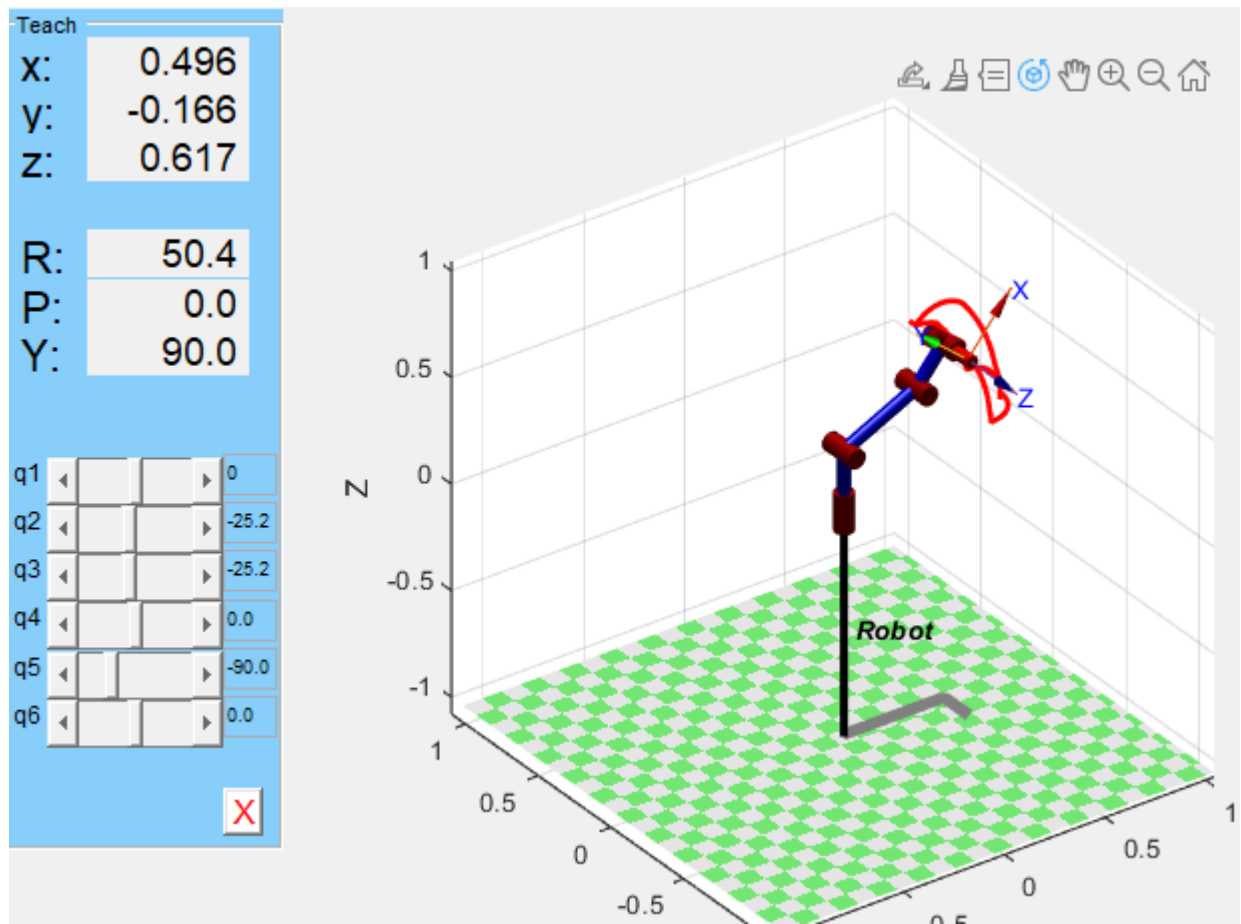 Teach
x: 0.496
y: -0.166
z: 0.617
R: 50.4
P: 0.0
Y: 90.0
q1 0
q2 -25.2
q3 -25.2
q4 0.0
q5 -90.0
q6 0.0
X
1
0.5
0
-0.5
-1
Z
X
Y
Z
Robot
1
0.5
0
-0.5
1
0.5
0